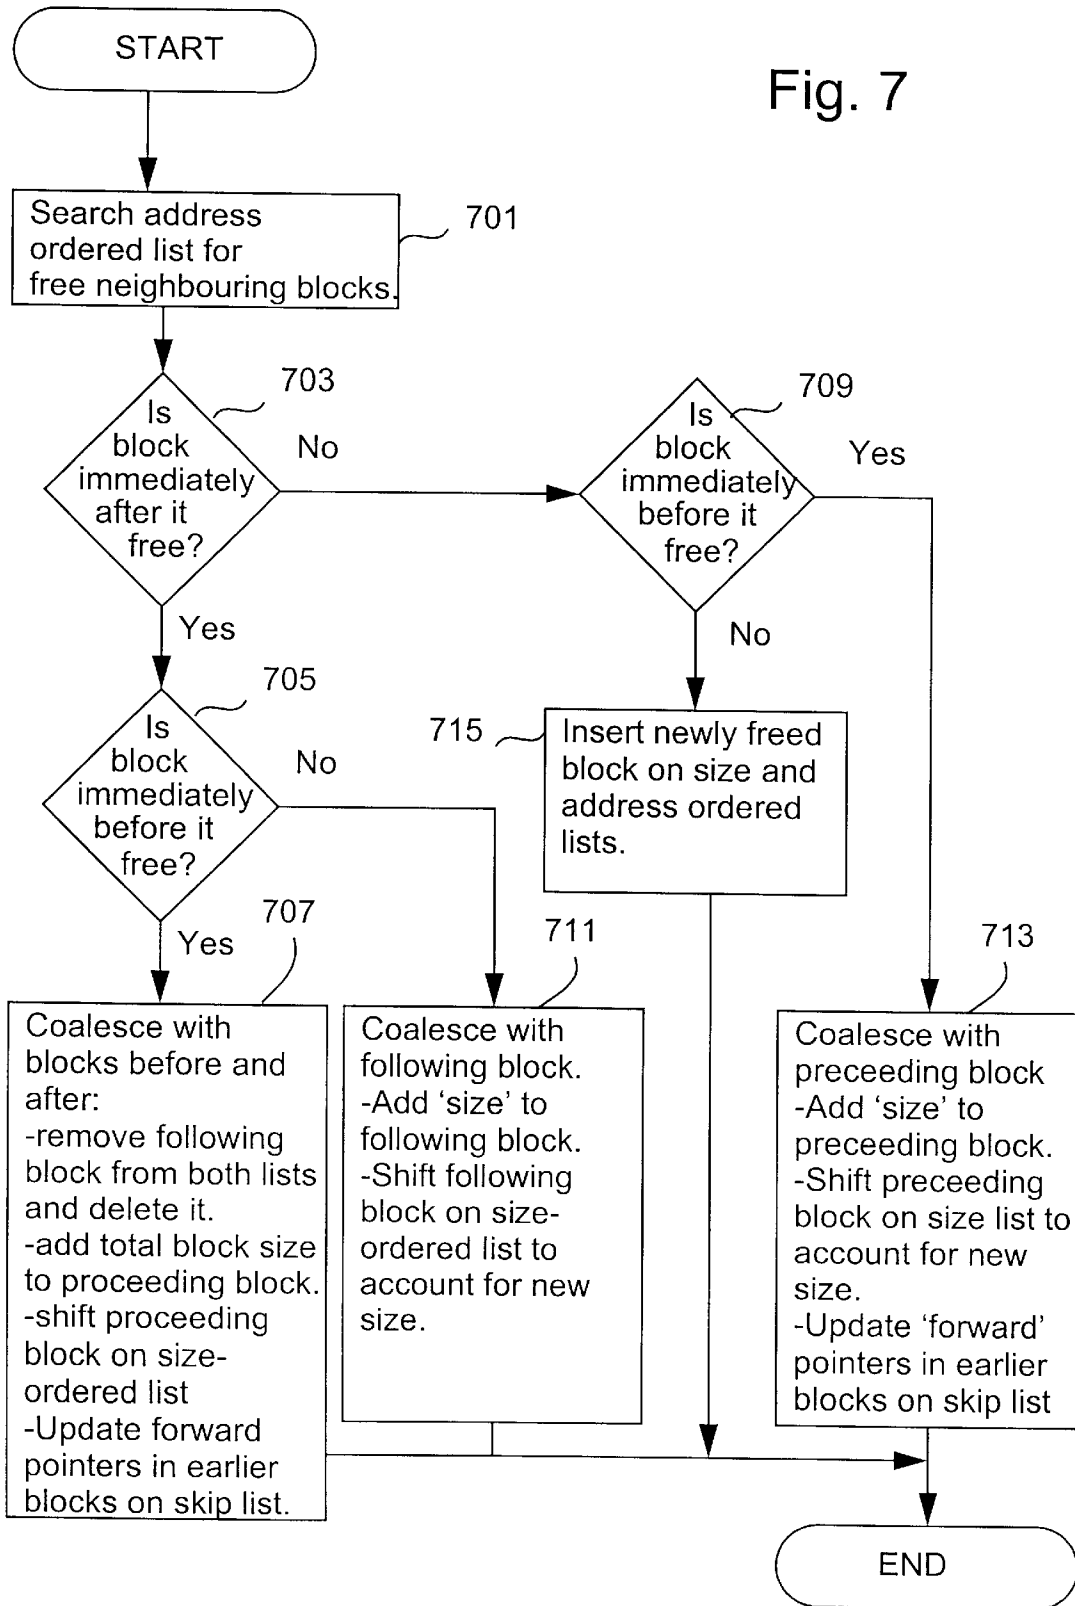 START
Fig. 7
Search address
ordered list for
free neighbouring blocks.
701
703
Is
block
immediately
after it
free?
No
Yes
709
Is
block
immediately
before it
free?
Yes
No
705
Is
block
immediately
before it
free?
No
Yes
715
Insert newly freed
block on size and
address ordered
lists.
707
Coalesce with
blocks before and
after:
-remove following
block from both lists
and delete it.
-add total block size
to proceeding block.
-shift proceeding
block on size-
ordered list
-Update forward
pointers in earlier
blocks on skip list.
711
Coalesce with
following block.
-Add ‘size’ to
following block.
-Shift following
block on size-
ordered list to
account for new
size.
713
Coalesce with
preceeding block
-Add ‘size’ to
preceeding block.
-Shift preceeding
block on size list to
account for new
size.
-Update ‘forward’
pointers in earlier
blocks on skip list
END